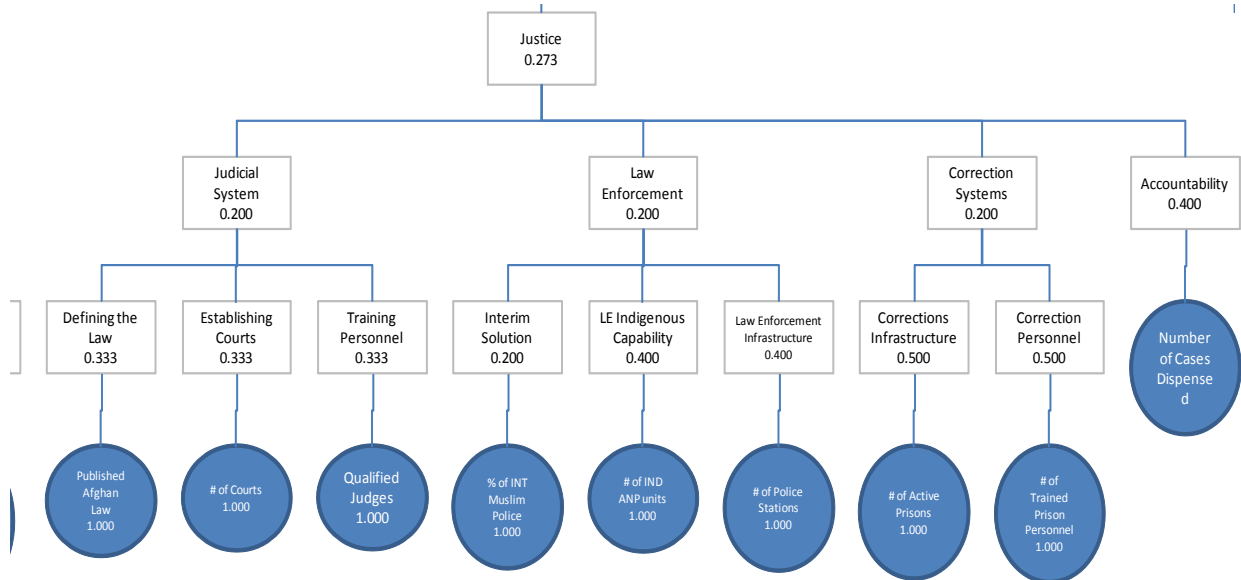 Justice
0.273
Judicial
System
0.200
Law
Enforcement
0.200
Correction
Systems
0.200
Accountability
0.400
Defining the
Law
0.333
Establishing
Courts
0.333
Training
Personnel
0.333
Interim
Solution
0.200
LE Indigenous
Capability
0.400
Law Enforcement
Infrastructure
0.400
Corrections
Infrastructure
0.500
Correction
Personnel
0.500
Number
of Cases
Dispense
d
Published
Afghan
Law
1.000
# of Courts
1.000
Qualified
Judges
1.000
% of INT
Muslim
Police
1.000
# of IND
ANP units
1.000
# of Police
Stations
1.000
# of Active
Prisons
1.000
# of
Trained
Prison
Personnel
1.000